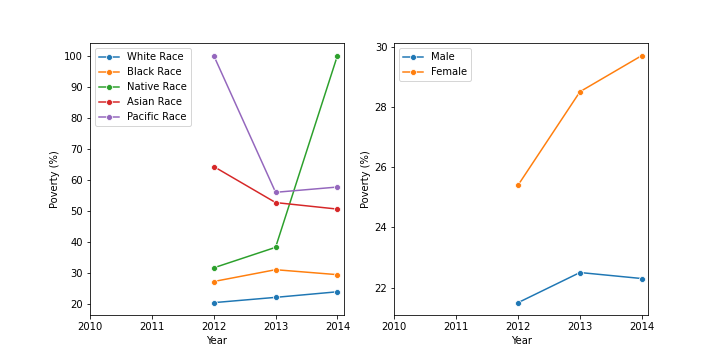 Poverty (%)
100
90
80
70
60
50
40
30
20
White Race
Black Race
Native Race
Asian Race
Pacific Race
2010 2011 2012 2013 2014
Year
Poverty (%)
30
28
26
24
22
Male
Female
2010 2011 2012 2013 2014
Year